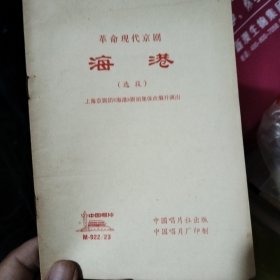 革命现代京剧
海港
(选段)
上海京剧团《海港》剧组集体改编并演出
中国唱片
M-922·23
中国唱片社出版
中国唱片厂印制